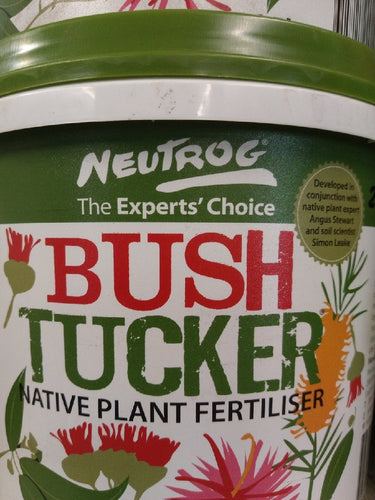 NEUTROG®
The Experts' Choice
Developed in
conjunction with
native plant expert
Angus Stewart
and soil scientist
Simon Leake
BUSH
TUCKER
NATIVE PLANT FERTILISER